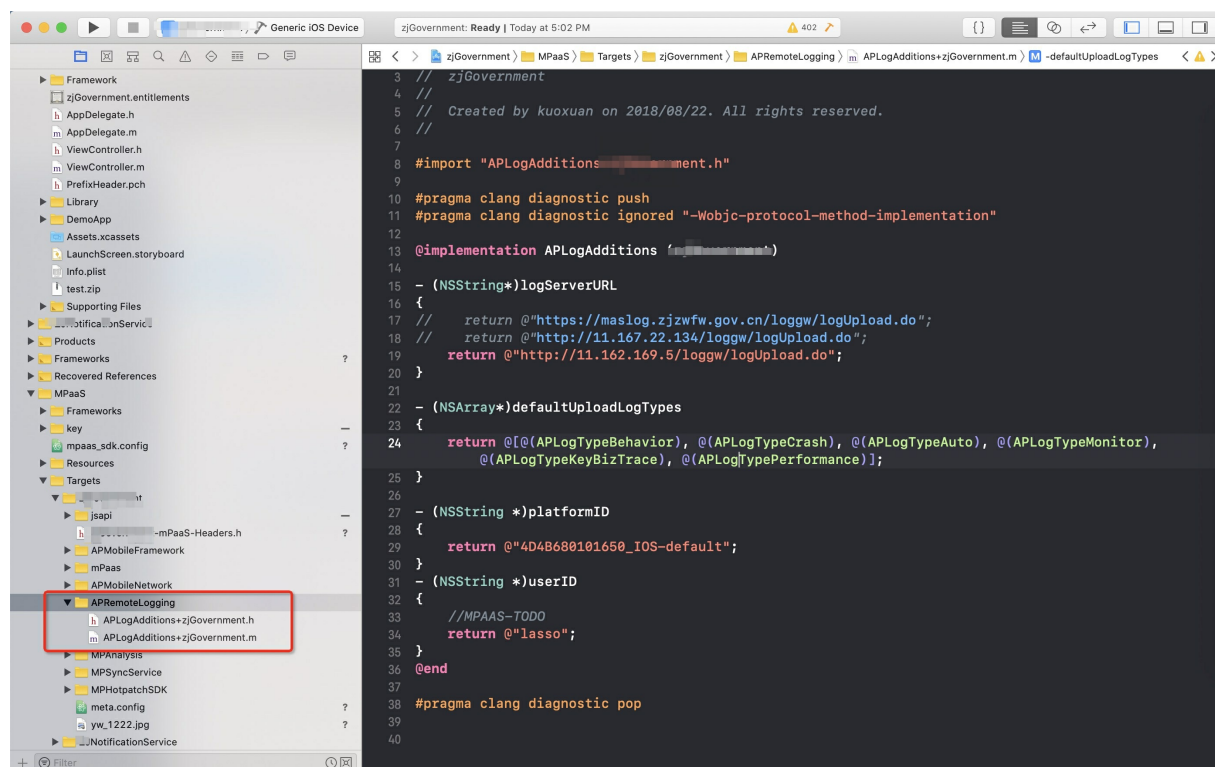 Generic iOS Device
zjGovernment: Ready | Today at 5:02 PM
402
zjGovernment
MPaaS
Targets
zjGovernment
APRemoteLogging
APLogAdditions+zjGovernment.m
-defaultUploadLogTypes
Framework
zjGovernment.entitlements
AppDelegate.h
AppDelegate.m
ViewController.h
ViewController.m
PrefixHeader.pch
Library
DemoApp
Assets.xcassets
LaunchScreen.storyboard
Info.plist
test.zip
Supporting Files
Products
Frameworks ?
Recovered References
MPaaS
Frameworks
key
mpaas_sdk.config ?
Resources
Targets
jsapi
-mPaaS-Headers.h ?
APMobileFramework
mPaas
APMobileNetwork
APRemoteLogging
APLogAdditions+zjGovernment.h
APLogAdditions+zjGovernment.m
MPAnalysis
MPSyncService
MPHotpatchSDK
meta.config ?
yw_1222.jpg ?
NotificationService
Filter
3 // zjGovernment
4 //
5 // Created by kuoxuan on 2018/08/22. All rights reserved.
6 //
7
8 #import "APLogAdditions ment.h"
9
10 #pragma clang diagnostic push
11 #pragma clang diagnostic ignored "-Wobjc-protocol-method-implementation"
12
13 @implementation APLogAdditions ( )
14
15 - (NSString*)logServerURL
16 {
17 // return @"https://maslog.zjzwfw.gov.cn/loggw/logUpload.do";
18 // return @"http://11.167.22.134/loggw/logUpload.do";
19 return @"http://11.162.169.5/loggw/logUpload.do";
20 }
21
22 - (NSArray*)defaultUploadLogTypes
23 {
24 return @[@(APLogTypeBehavior), @(APLogTypeCrash), @(APLogTypeAuto), @(APLogTypeMonitor),
@(APLogTypeKeyBizTrace), @(APLogTypePerformance)];
25 }
26
27 - (NSString *)platformID
28 {
29 return @"4D4B680101650_IOS-default";
30 }
31 - (NSString *)userID
32 {
33 //MPAAS-TODO
34 return @"lasso";
35 }
36 @end
37
38 #pragma clang diagnostic pop
39
40